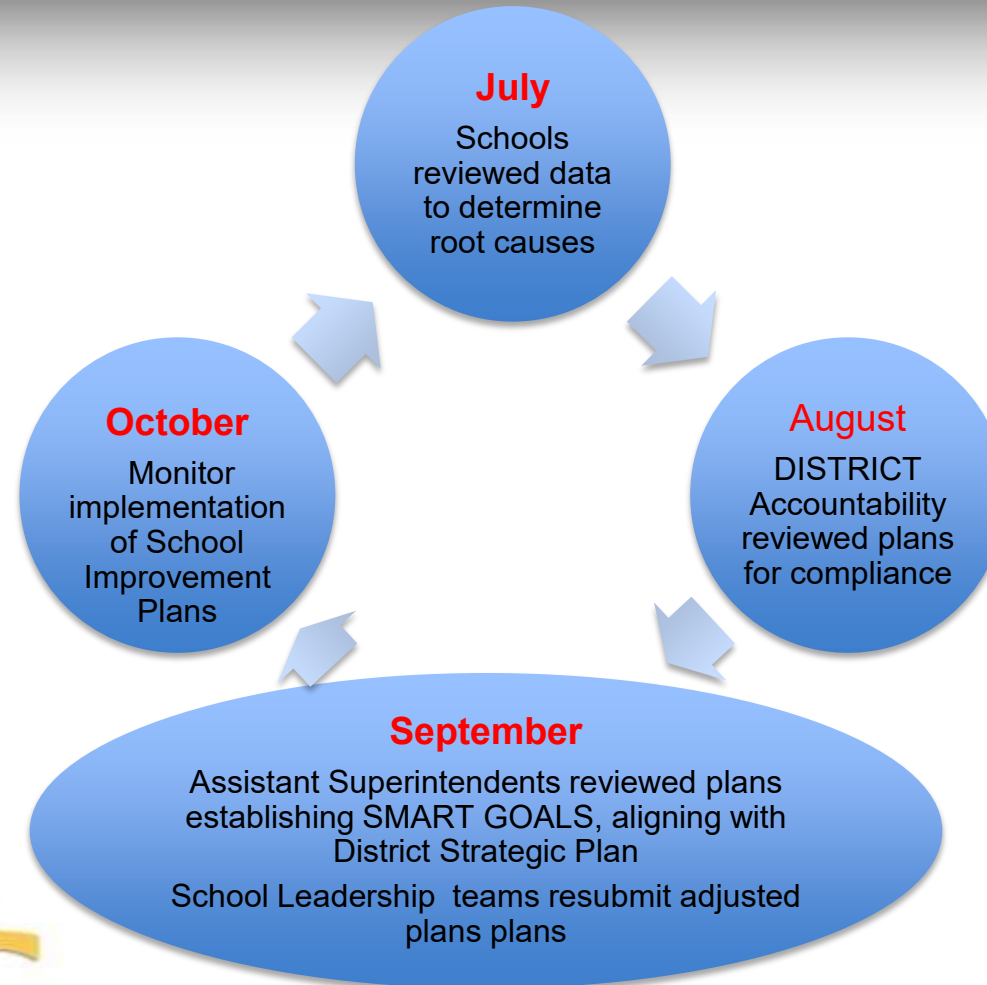 July
Schools
reviewed data
to determine
root causes
August
DISTRICT
Accountability
reviewed plans
for compliance
September
Assistant Superintendents reviewed plans
establishing SMART GOALS, aligning with
District Strategic Plan
School Leadership  teams resubmit adjusted
plans plans
October
Monitor
implementation
of School
Improvement
Plans